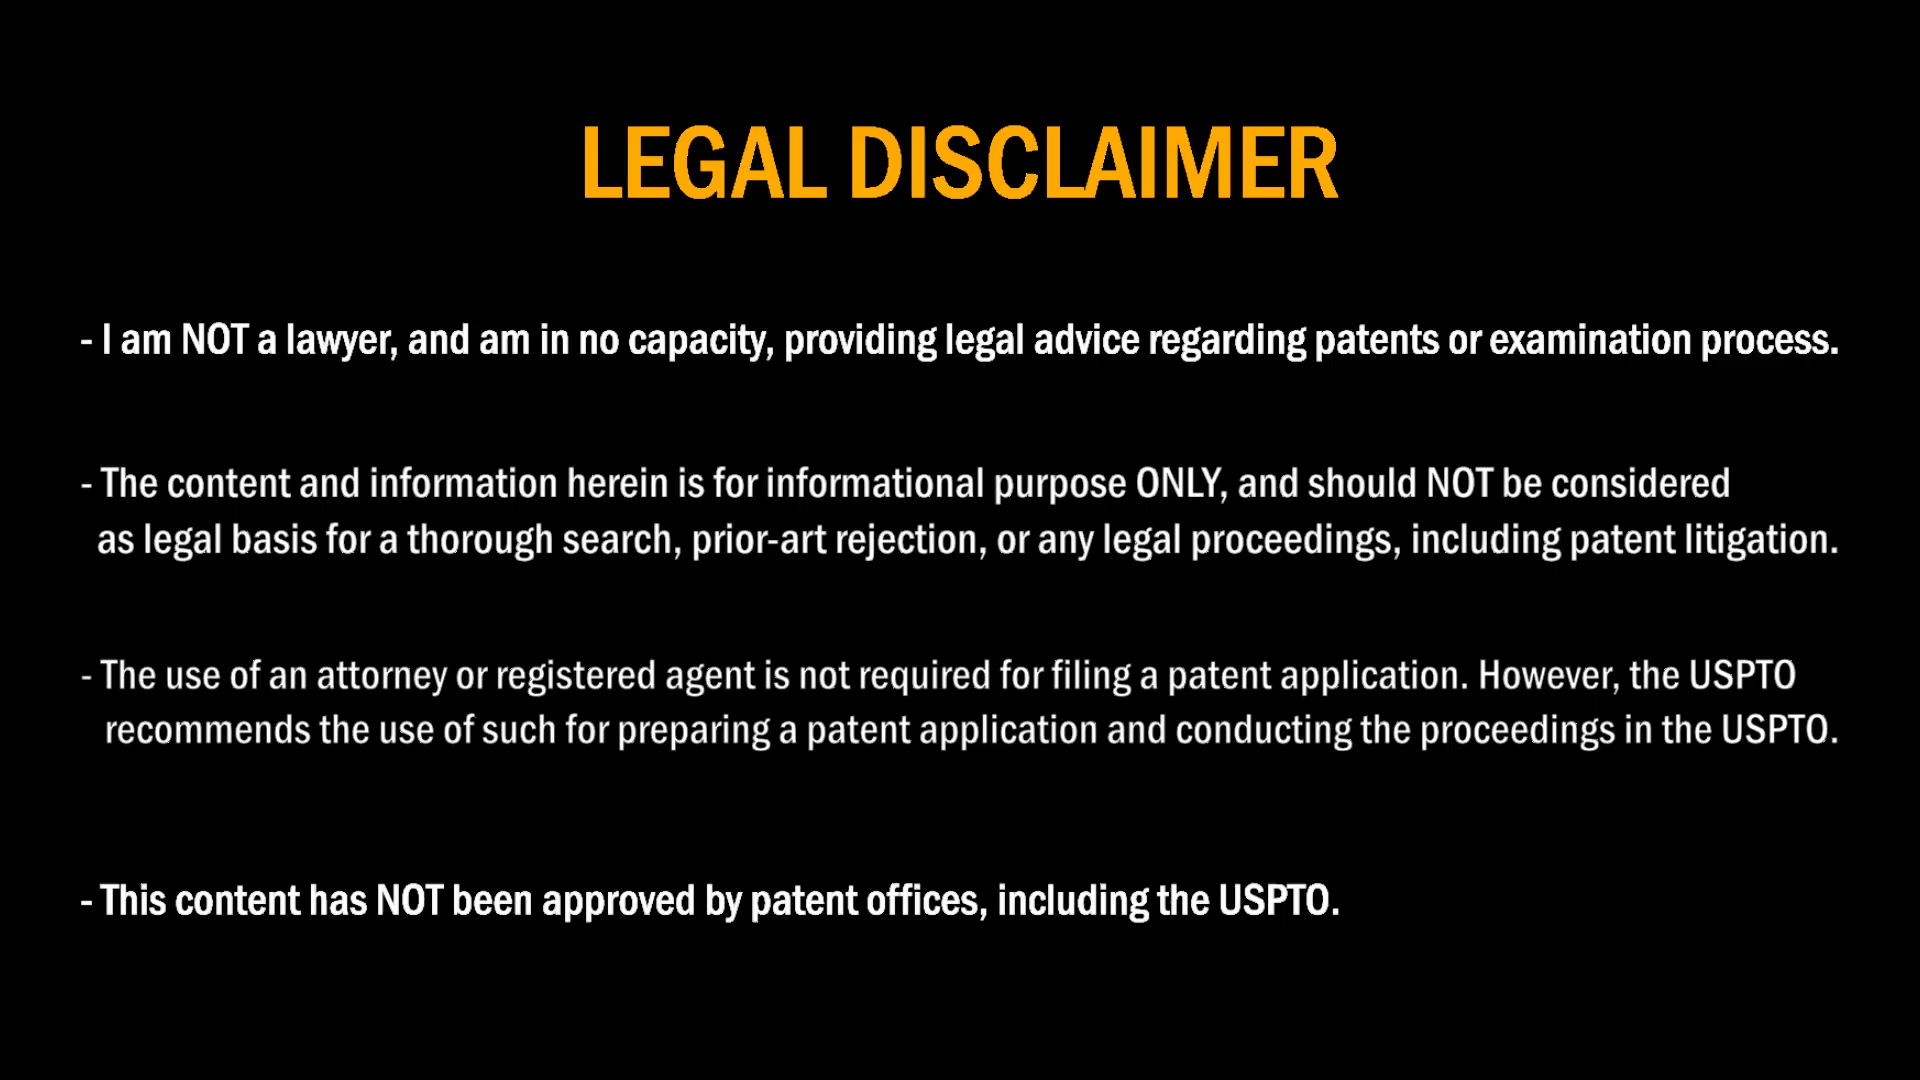 LEGAL DISCLAIMER
- I am NOT a lawyer, and am in no capacity, providing legal advice regarding patents or examination process.
- The content and information herein is for informational purpose ONLY, and should NOT be considered
as legal basis for a thorough search, prior-art rejection, or any legal proceedings, including patent litigation.
- The use of an attorney or registered agent is not required for filing a patent application. However, the USPTO
recommends the use of such for preparing a patent application and conducting the proceedings in the USPTO.
- This content has NOT been approved by patent offices, including the USPTO.